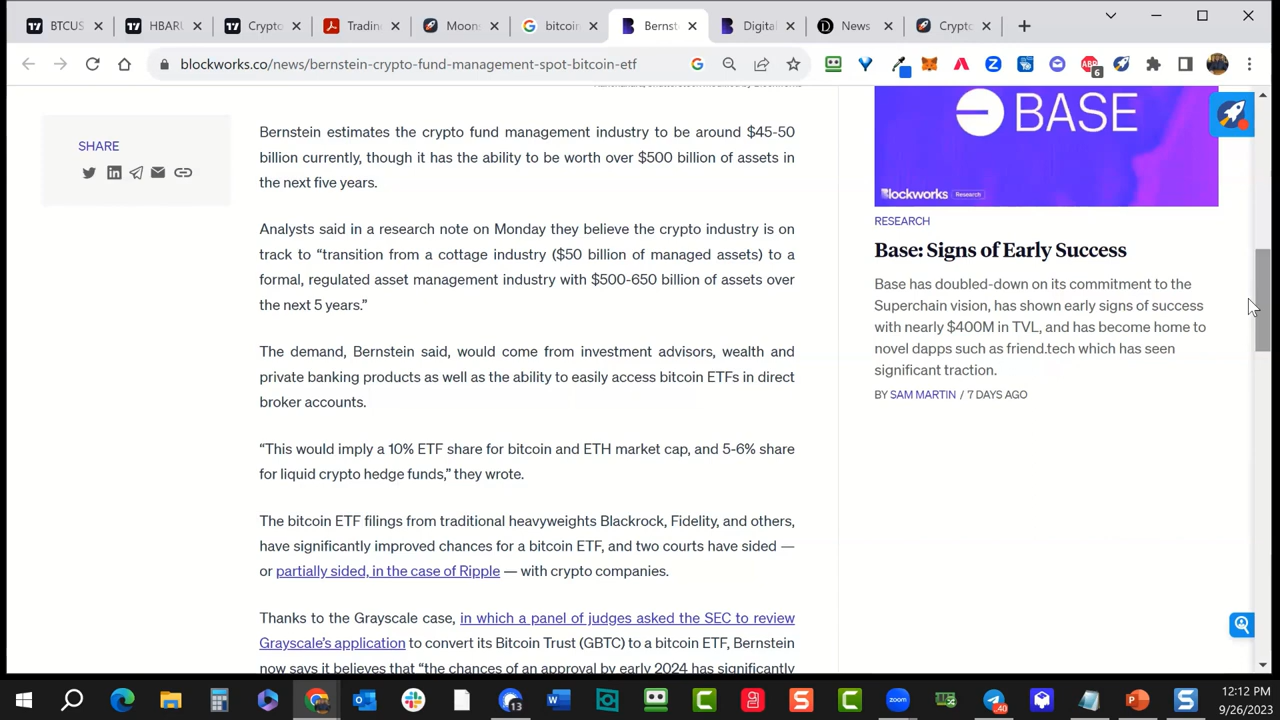 BTCUS
HBARU
Crypto
Tradin
Moon
bitcoin
Bernst
Digital
News
Crypto
blockworks.co/news/bernstein-crypto-fund-management-spot-bitcoin-etf
6
SHARE
Bernstein estimates the crypto fund management industry to be around $45-50
billion currently, though it has the ability to be worth over $500 billion of assets in
the next five years.
Analysts said in a research note on Monday they believe the crypto industry is on
track to “transition from a cottage industry ($50 billion of managed assets) to a
formal, regulated asset management industry with $500-650 billion of assets over
the next 5 years.”
The demand, Bernstein said, would come from investment advisors, wealth and
private banking products as well as the ability to easily access bitcoin ETFs in direct
broker accounts.
“This would imply a 10% ETF share for bitcoin and ETH market cap, and 5-6% share
for liquid crypto hedge funds,” they wrote.
The bitcoin ETF filings from traditional heavyweights Blackrock, Fidelity, and others,
have significantly improved chances for a bitcoin ETF, and two courts have sided —
or partially sided, in the case of Ripple — with crypto companies.
Thanks to the Grayscale case, in which a panel of judges asked the SEC to review
Grayscale’s application to convert its Bitcoin Trust (GBTC) to a bitcoin ETF, Bernstein
now says it believes that “the chances of an approval by early 2024 has significantly
BASE
Blockworks Research
RESEARCH
Base: Signs of Early Success
Base has doubled-down on its commitment to the
Superchain vision, has shown early signs of success
with nearly $400M in TVL, and has become home to
novel dapps such as friend.tech which has seen
significant traction.
BY SAM MARTIN / 7 DAYS AGO
13
zoom
40
12:12 PM
9/26/2023